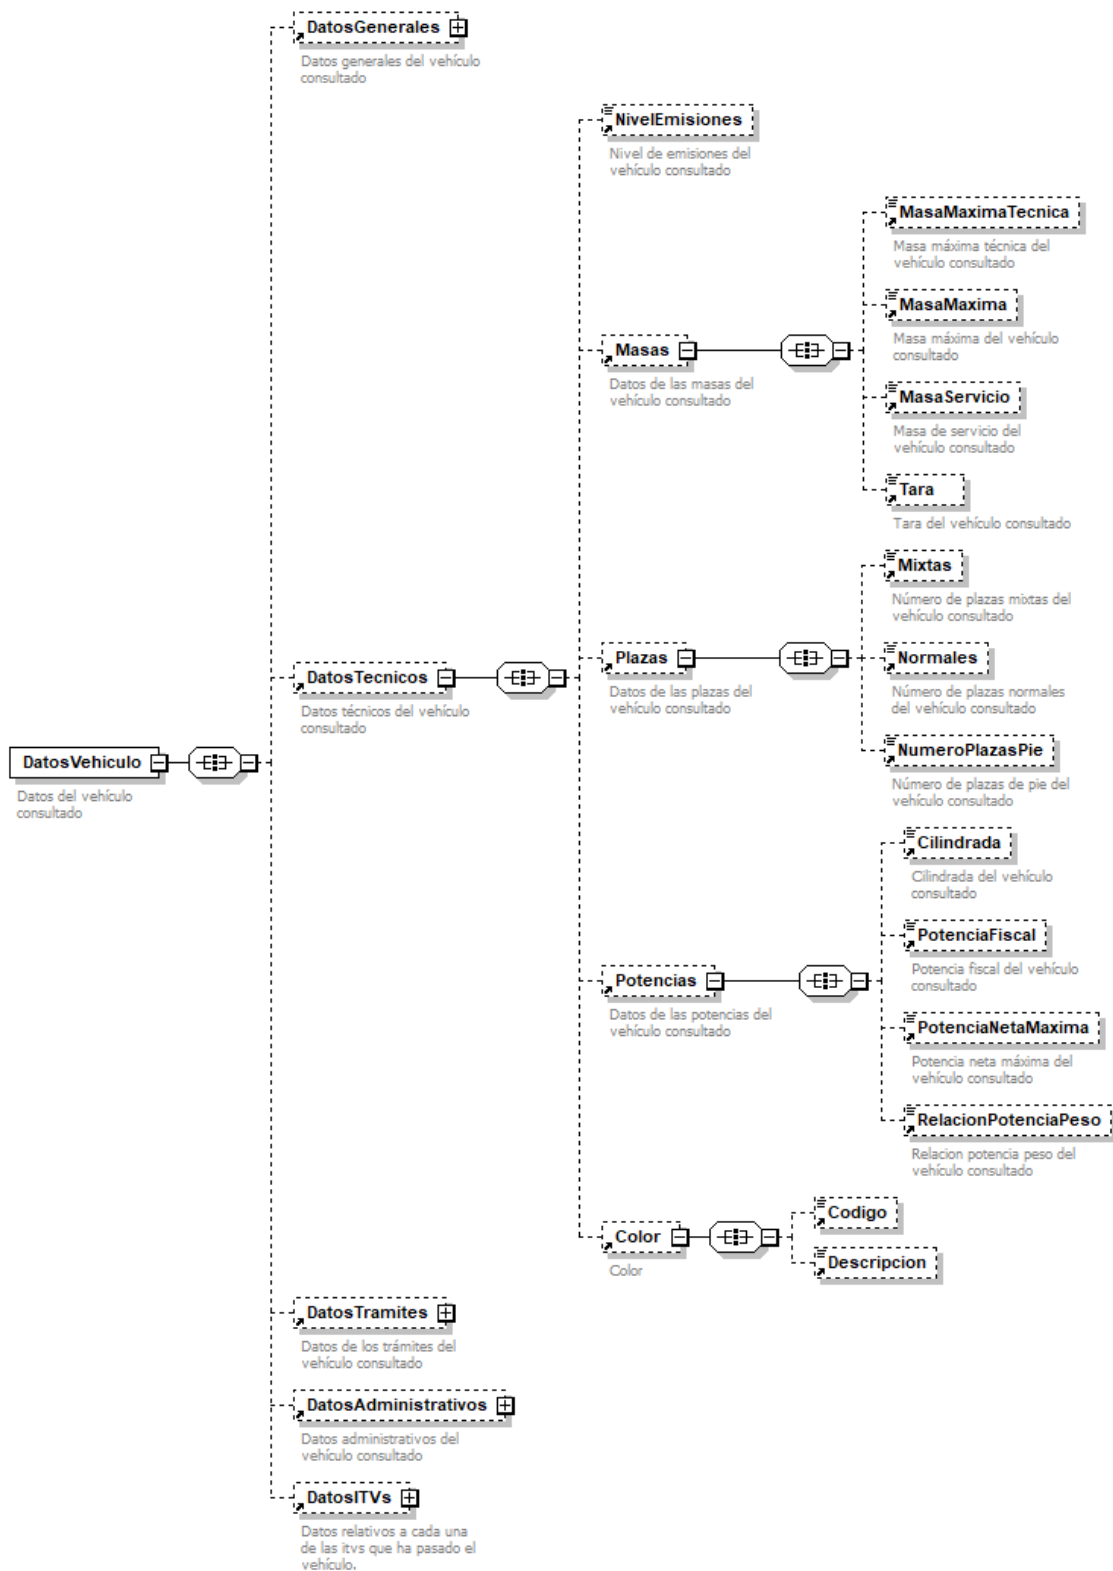 DatosGenerales
Datos generales del vehículo
consultado
NivelEmisiones
Nivel de emisiones del
vehículo consultado
MasaMaximaTecnica
Masa máxima técnica del
vehículo consultado
MasaMaxima
Masa máxima del vehículo
consultado
Masas
Datos de las masas del
vehículo consultado
MasaServicio
Masa de servicio del
vehículo consultado
Tara
Tara del vehículo consultado
Mixtas
Número de plazas mixtas del
vehículo consultado
DatosTecnicos
Datos técnicos del vehículo
consultado
Plazas
Datos de las plazas del
vehículo consultado
Normales
Número de plazas normales
del vehículo consultado
NumeroPlazasPie
Número de plazas de pie del
vehículo consultado
DatosVehiculo
Datos del vehículo
consultado
Cilindrada
Cilindrada del vehículo
consultado
PotenciaFiscal
Potencia fiscal del vehículo
consultado
Potencias
Datos de las potencias del
vehículo consultado
PotenciaNetaMaxima
Potencia neta máxima del
vehículo consultado
RelacionPotenciaPeso
Relacion potencia peso del
vehículo consultado
Color
Color
Codigo
Descripcion
DatosTramites
Datos de los trámites del
vehículo consultado
DatosAdministrativos
Datos administrativos del
vehículo consultado
DatosITVs
Datos relativos a cada una
de las itvs que ha pasado el
vehículo.